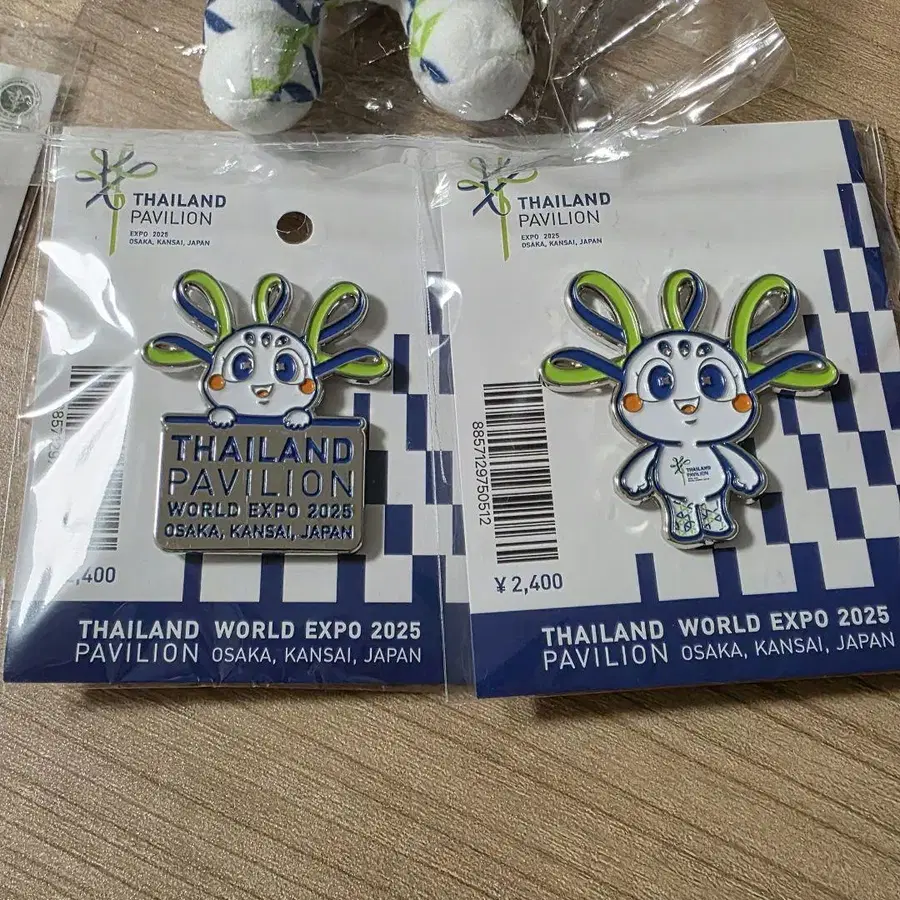 THAILAND
PAVILION
EXPO 2025
OSAKA, KANSAI, JAPAN
THAILAND
PAVILION
WORLD EXPO 2025
OSAKA, KANSAI, JAPAN
2,400
THAILAND WORLD EXPO 2025
PAVILION OSAKA, KANSAI, JAPAN
THAILAND
PAVILION
EXPO 2025
OSAKA, KANSAI, JAPAN
THAILAND
PAVILION
8857129750512
¥ 2,400
THAILAND WORLD EXPO 2025
PAVILION OSAKA, KANSAI, JAPAN